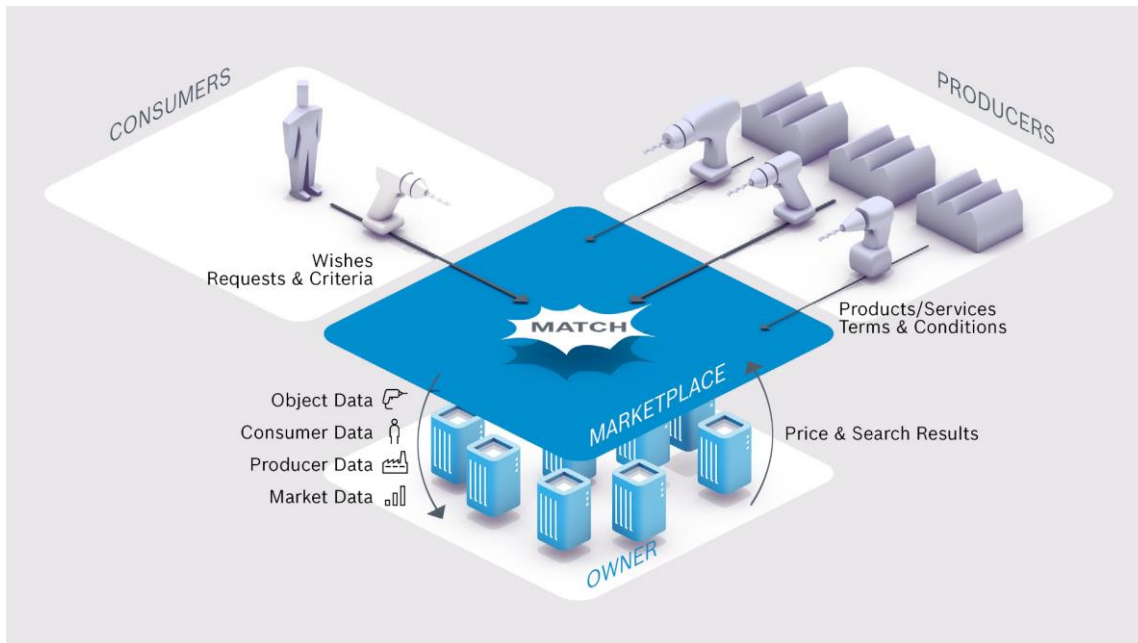 CONSUMERS
PRODUCERS
Wishes
Requests & Criteria
Products/Services
Terms & Conditions
MATCH
MARKETPLACE
Object Data
Consumer Data
Producer Data
Market Data
Price & Search Results
OWNER